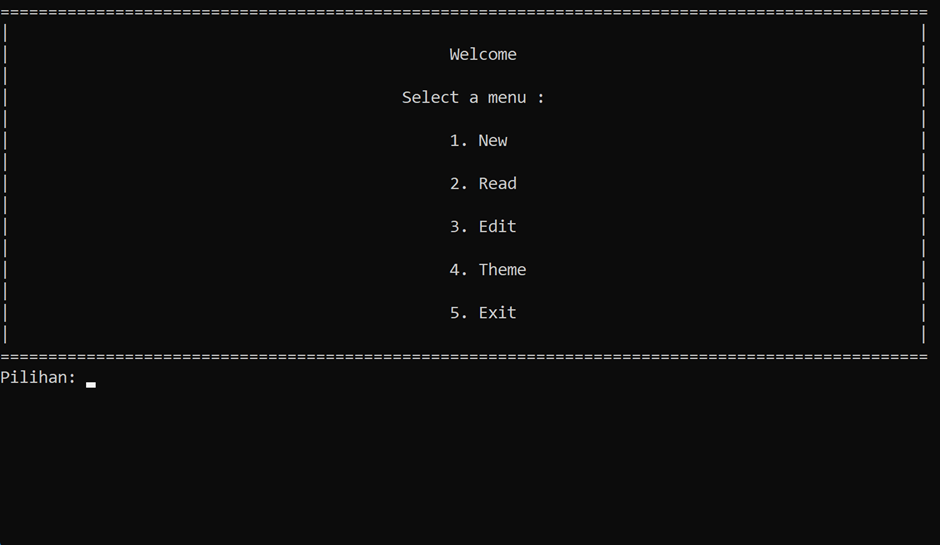 Welcome
Select a menu :
1. New
2. Read
3. Edit
4. Theme
5. Exit
Pilihan: